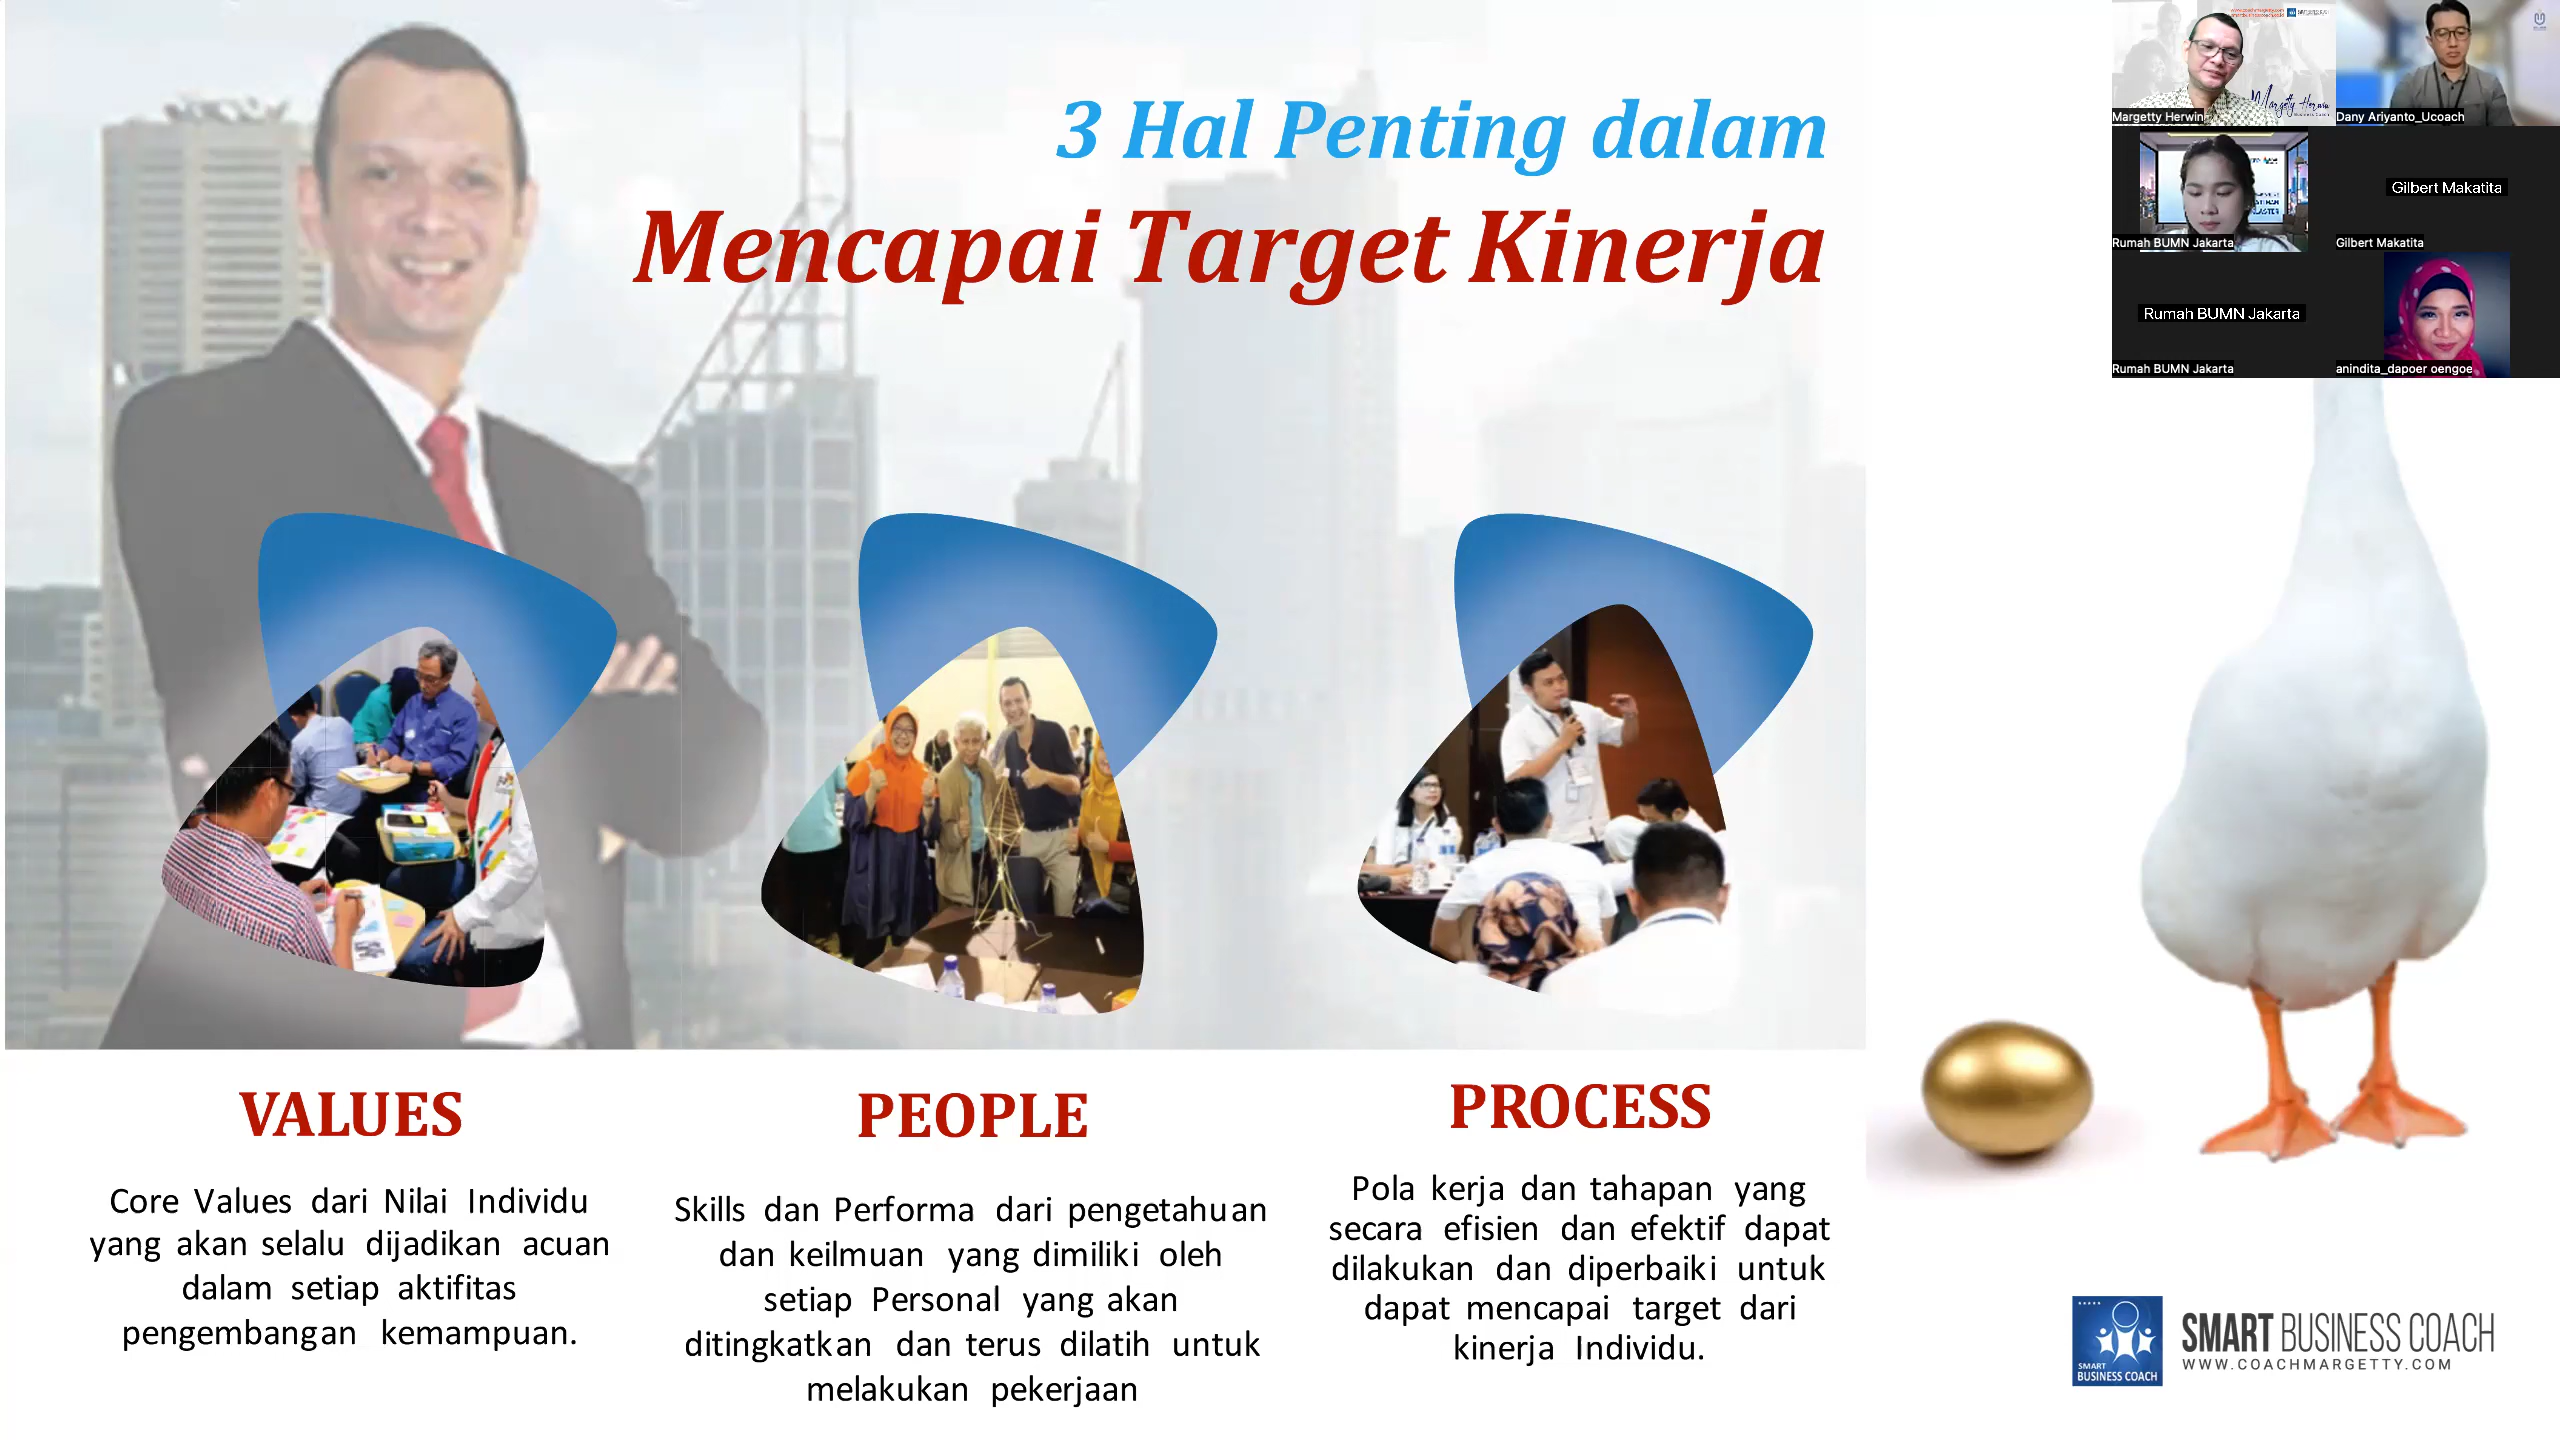 3 Hal Penting dalam
Mencapai Target Kinerja
VALUES
Core Values dari Nilai Individu
yang akan selalu dijadikan acuan
dalam setiap aktifitas
pengembangan kemampuan.
PEOPLE
Skills dan Performa dari pengetahuan
dan keilmuan yang dimiliki oleh
setiap Personal yang akan
ditingkatkan dan terus dilatih untuk
melakukan pekerjaan
PROCESS
Pola kerja dan tahapan yang
secara efisien dan efektif dapat
dilakukan dan diperbaiki untuk
dapat mencapai target dari
kinerja Individu.
Margetty Herwin
Margetty Herwin
Dany Ariyanto_Ucoach
Rumah BUMN Jakarta
Gilbert Makatita
Gilbert Makatita
Rumah BUMN Jakarta
Rumah BUMN Jakarta
anindita_dapoer oengoe
SMART
BUSINESS COACH
SMART BUSINESS COACH
WWW.COACHMARGETTY.COM